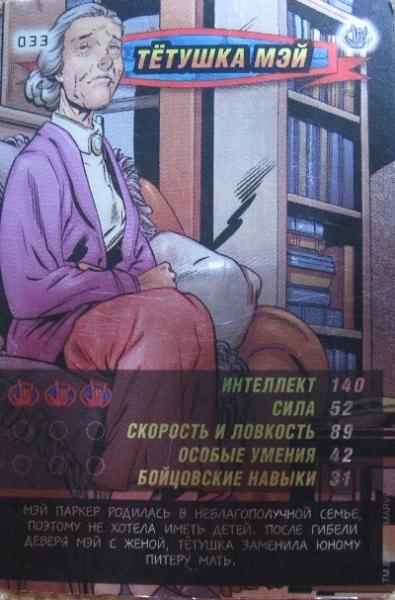 033
ТЁТУШКА МЭЙ
ИНТЕЛЛЕКТ 140
СИЛА 52
СКОРОСТЬ И ЛОВКОСТЬ 89
ОСОБЫЕ УМЕНИЯ 42
БОЙЦОВСКИЕ НАВЫКИ 31
МЭЙ ПАРКЕР РОДИЛАСЬ В НЕБЛАГОПОЛУЧНОЙ СЕМЬЕ,
ПОЭТОМУ НЕ ХОТЕЛА ИМЕТЬ ДЕТЕЙ. ПОСЛЕ ГИБЕЛИ
ДЕВЕРЯ МЭЙ С ЖЕНОЙ, ТЁТУШКА ЗАМЕНИЛА ЮНОМУ
ПИТЕРУ МАТЬ.
TM &